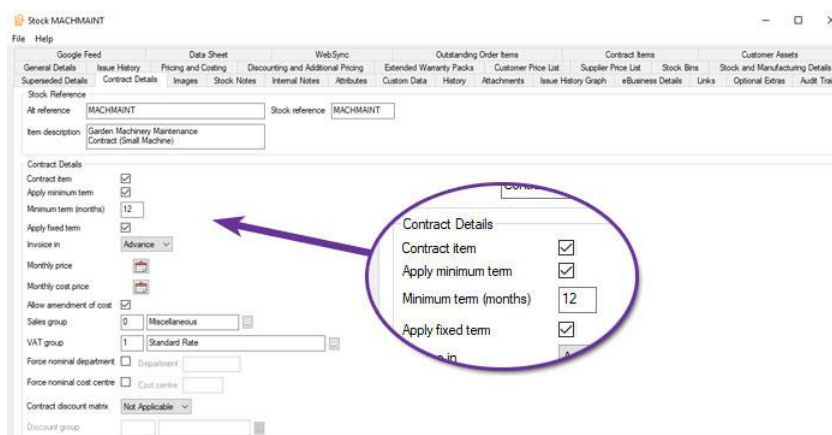 Stock MACHMAINT
File Help
Google Feed Data Sheet WebSync Outstanding Order Items Contract Items Customer Assets
General Details Issue History Pricing and Costing Discounting and Additional Pricing Extended Warranty Packs Customer Price List Supplier Price List Stock Bins Stock and Manufacturing Details
Superseded Details Contract Details Images Stock Notes Internal Notes Attributes Custom Data History Attachments Issue History Graph eBusiness Details Links Optional Extras Audit Trai
Stock Reference
Alt reference MACHMAINT Stock reference MACHMAINT
Item description Garden Machinery Maintenance
Contract (Small Machine)
Contract Details
Contract item
Apply minimum term
Minimum term (months) 12
Apply fixed term
Invoice in Advance
Monthly price
Monthly cost price
Allow amendment of cost
Sales group 0 Miscellaneous
VAT group 1 Standard Rate
Force nominal department Department
Force nominal cost centre Cost centre
Contract discount matrix Not Applicable
Discount group
Contract Details
Contract item
Apply minimum term
Minimum term (months) 12
Apply fixed term